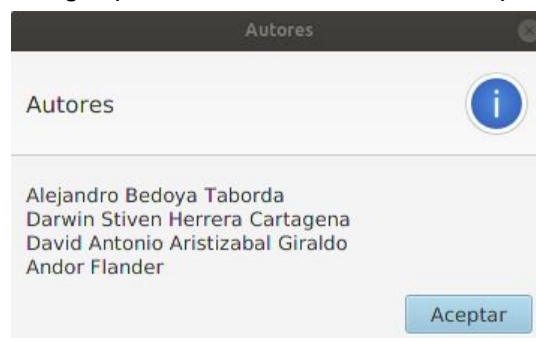 Autores
Autores
i
Alejandro Bedoya Taborda
Darwin Stiven Herrera Cartagena
David Antonio Aristizabal Giraldo
Andor Flander
Aceptar